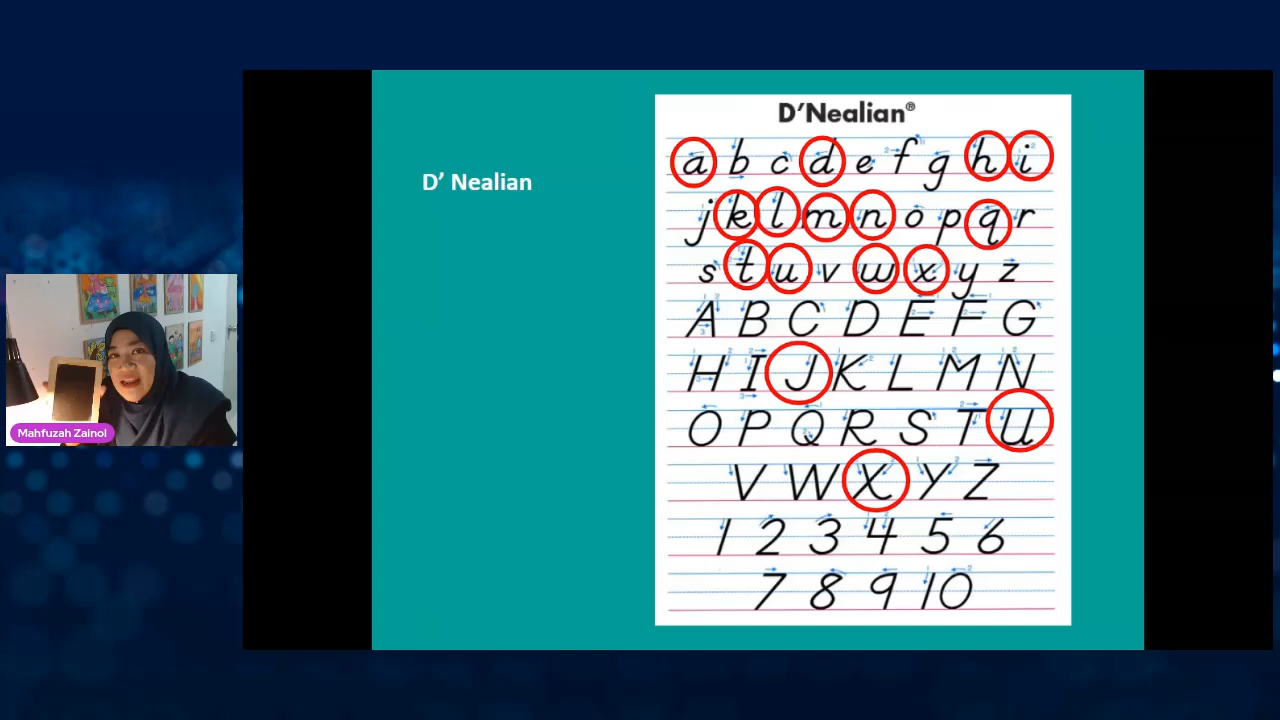 D'Nealian®
a b c d e f g h i
j k l m n o p q r
s t u v w x y z
A B C D E F G
H I J K L M N
O P Q R S T U
V W X Y Z
1 2 3 4 5 6
7 8 9 10
D' Nealian
Mahfuzah Zainol